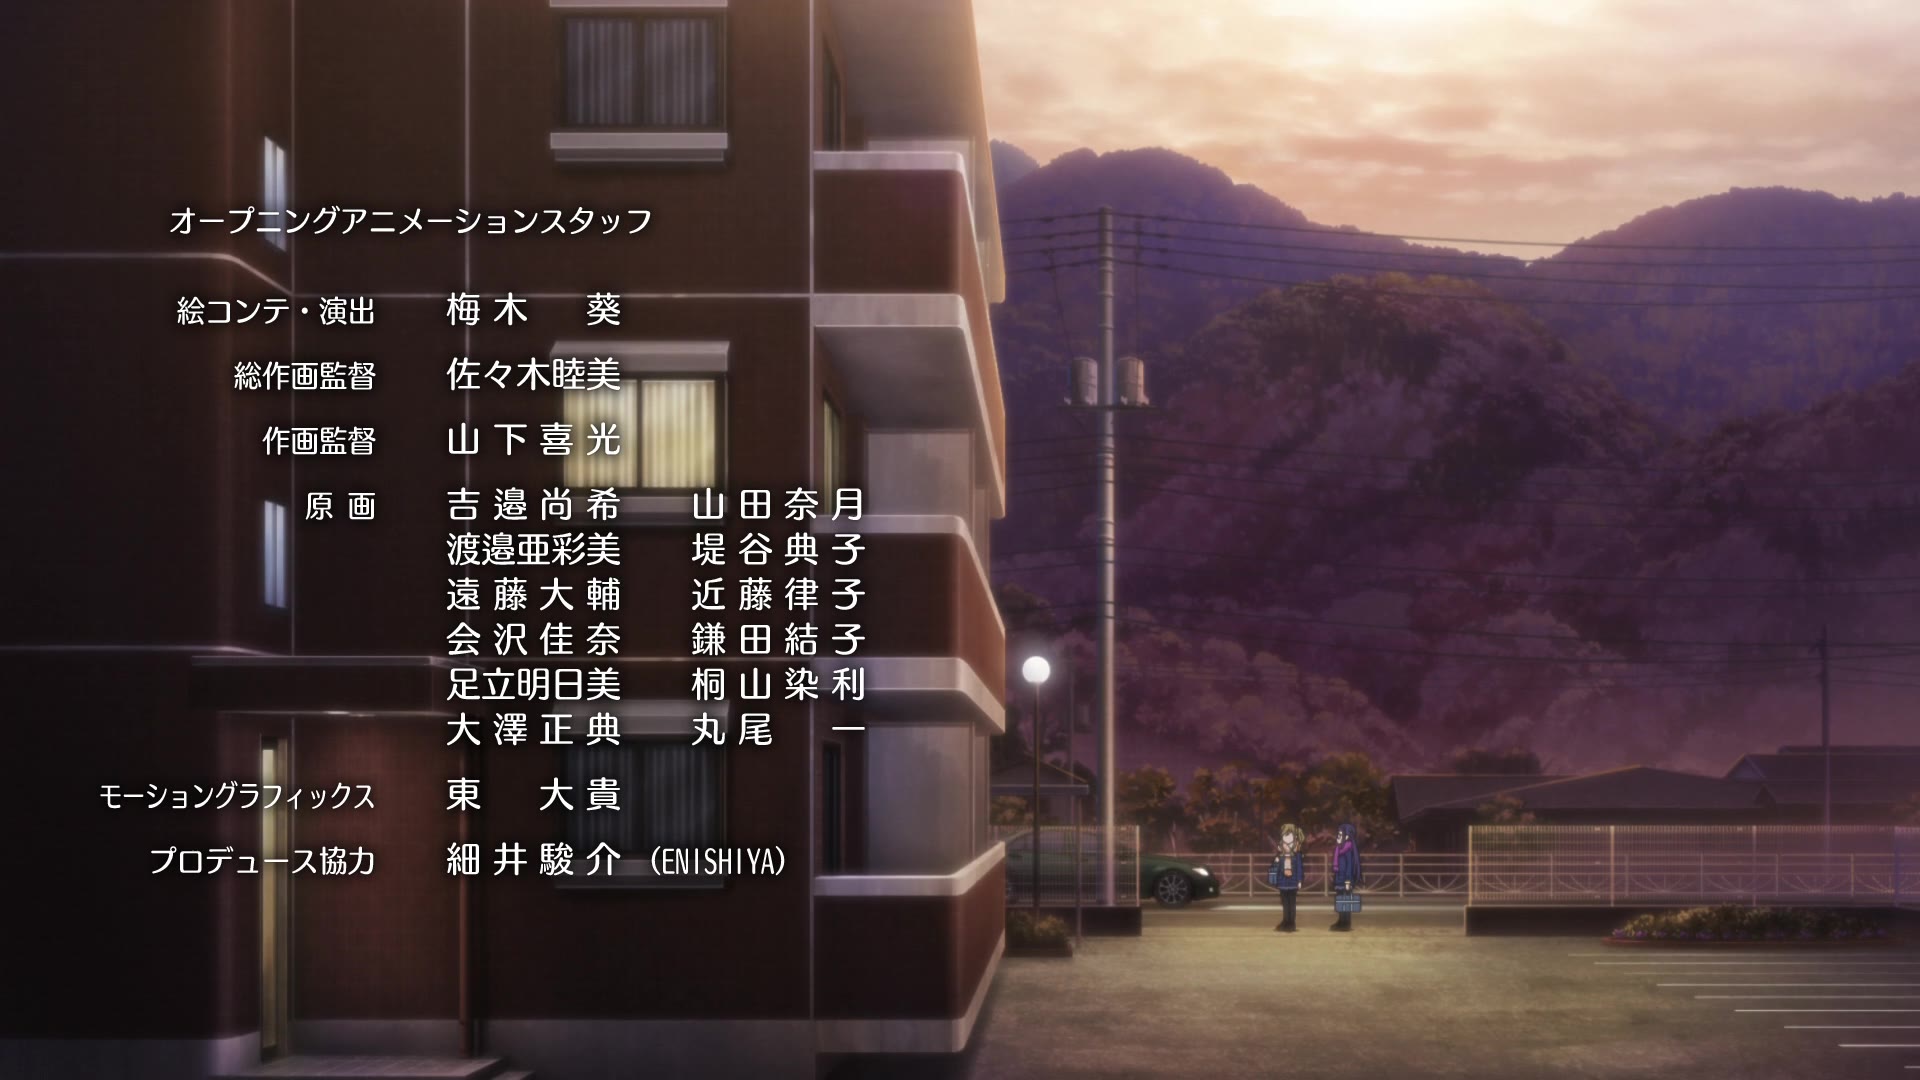 オープニングアニメーションスタッフ
絵コンテ・演出 梅木 葵
総作画監督 佐々木睦美
作画監督 山下喜光
原画 吉邉尚希 山田奈月
渡邉亜彩美 堤谷典子
遠藤大輔 近藤律子
会沢佳奈 鎌田結子
足立明日美 桐山染利
大澤正典 丸尾 一
モーショングラフィックス 東 大貴
プロデュース協力 細井駿介 (ENISHIYA)